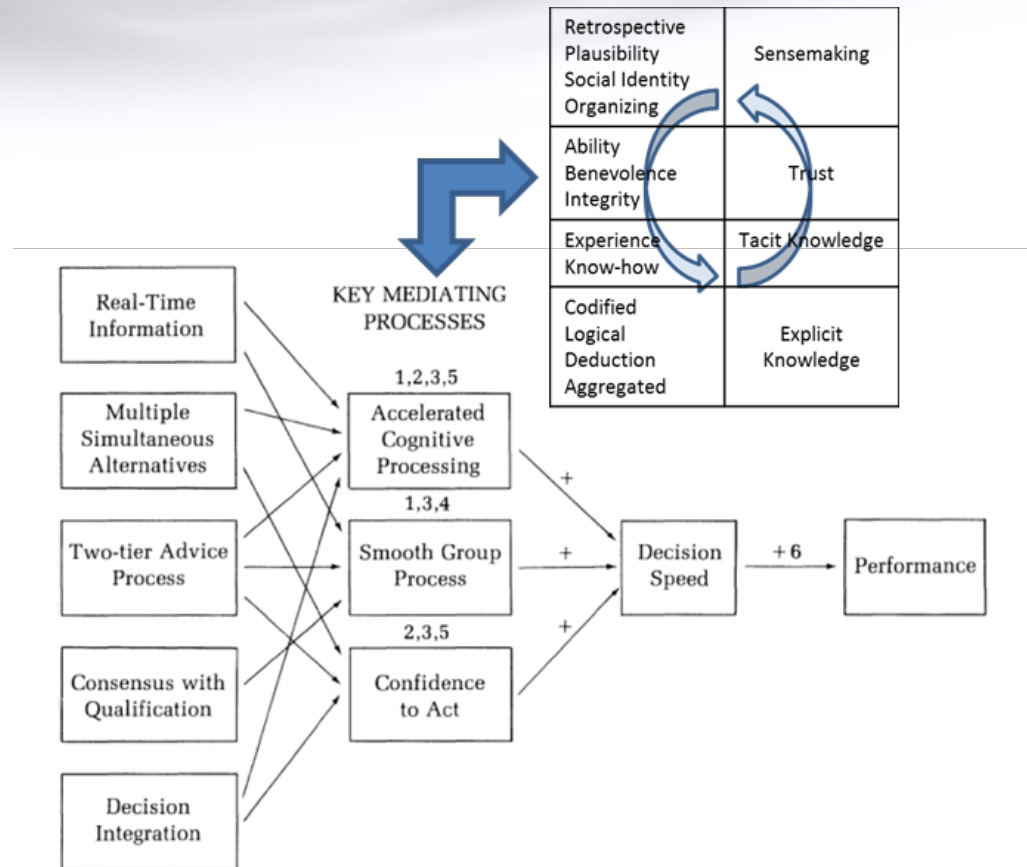 Retrospective
Plausibility
Social Identity
Organizing
Sensemaking
Ability
Benevolence
Integrity
Trust
Experience
Know-how
Tacit Knowledge
Codified
Logical
Deduction
Aggregated
Explicit
Knowledge
KEY MEDIATING
PROCESSES
Real-Time
Information
Multiple
Simultaneous
Alternatives
Two-tier Advice
Process
Consensus with
Qualification
Decision
Integration
1,2,3,5
Accelerated
Cognitive
Processing
1,3,4
Smooth Group
Process
2,3,5
Confidence
to Act
+
+
+
Decision
Speed
+6
Performance